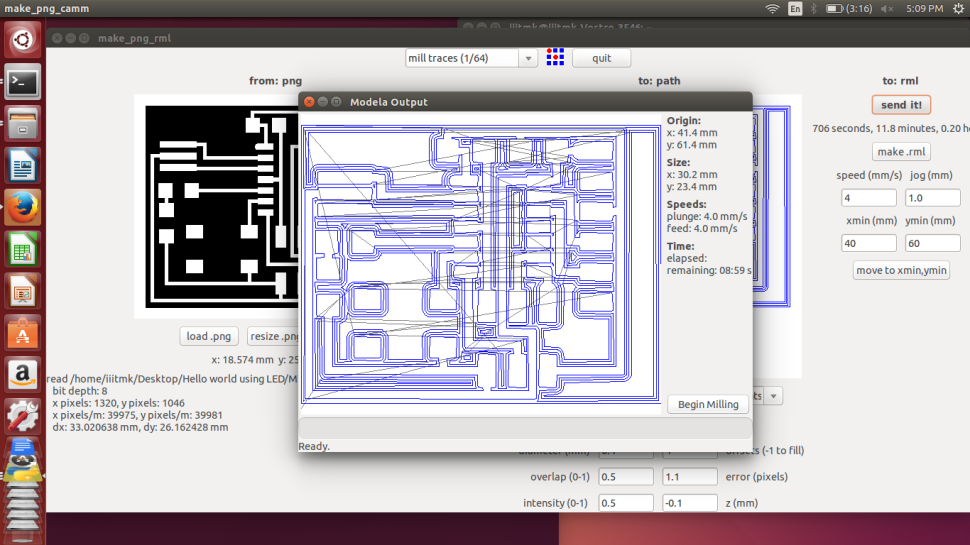 make_png_camm
En
(3:16)
5:09 PM
make_png_rml
mill traces (1/64)
quit
from: png
to: path
to: rml
send it!
706 seconds, 11.8 minutes, 0.20 h
make .rml
speed (mm/s) jog (mm)
4 1.0
xmin (mm) ymin (mm)
40 60
move to xmin,ymin
Modela Output
Origin:
x: 41.4 mm
y: 61.4 mm
Size:
x: 30.2 mm
y: 23.4 mm
Speeds:
plunge: 4.0 mm/s
feed: 4.0 mm/s
Time:
elapsed:
remaining: 08:59 s
Begin Milling
Ready.
load .png
resize .png
x: 18.574 mm y: 25
read /home/iiitmk/Desktop/Hello world using LED/M
bit depth: 8
x pixels: 1320, y pixels: 1046
x pixels/m: 39975, y pixels/m: 39981
dx: 33.020638 mm, dy: 26.162428 mm
diameter (mm)
offsets (-1 to fill)
overlap (0-1) 0.5 1.1 error (pixels)
intensity (0-1) 0.5 -0.1 z (mm)